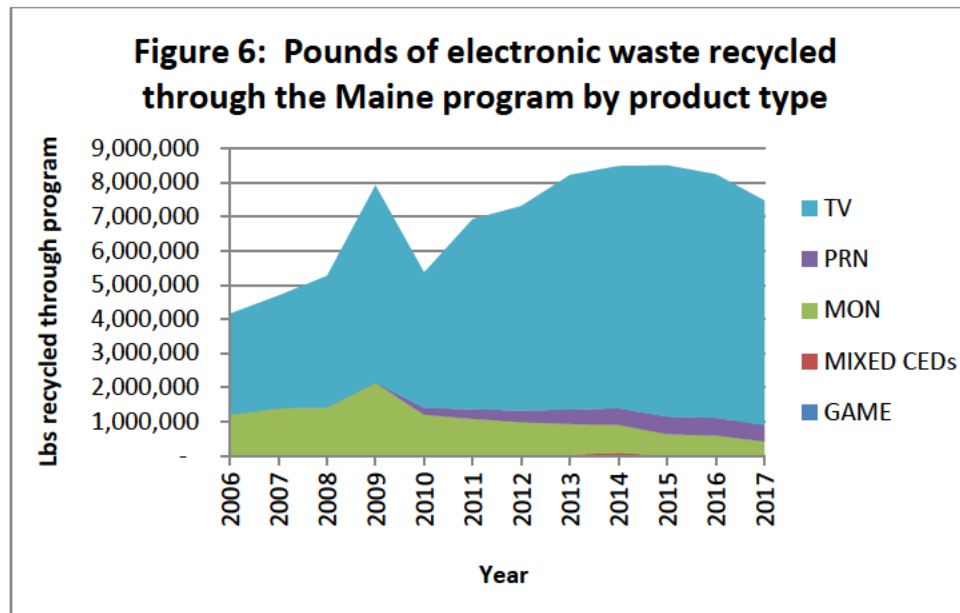 Figure 6:  Pounds of electronic waste recycled
through the Maine program by product type
Lbs recycled through program
9,000,000
8,000,000
7,000,000
6,000,000
5,000,000
4,000,000
3,000,000
2,000,000
1,000,000
-
2006
2007
2008
2009
2010
2011
2012
2013
2014
2015
2016
2017
Year
TV
PRN
MON
MIXED CEDs
GAME